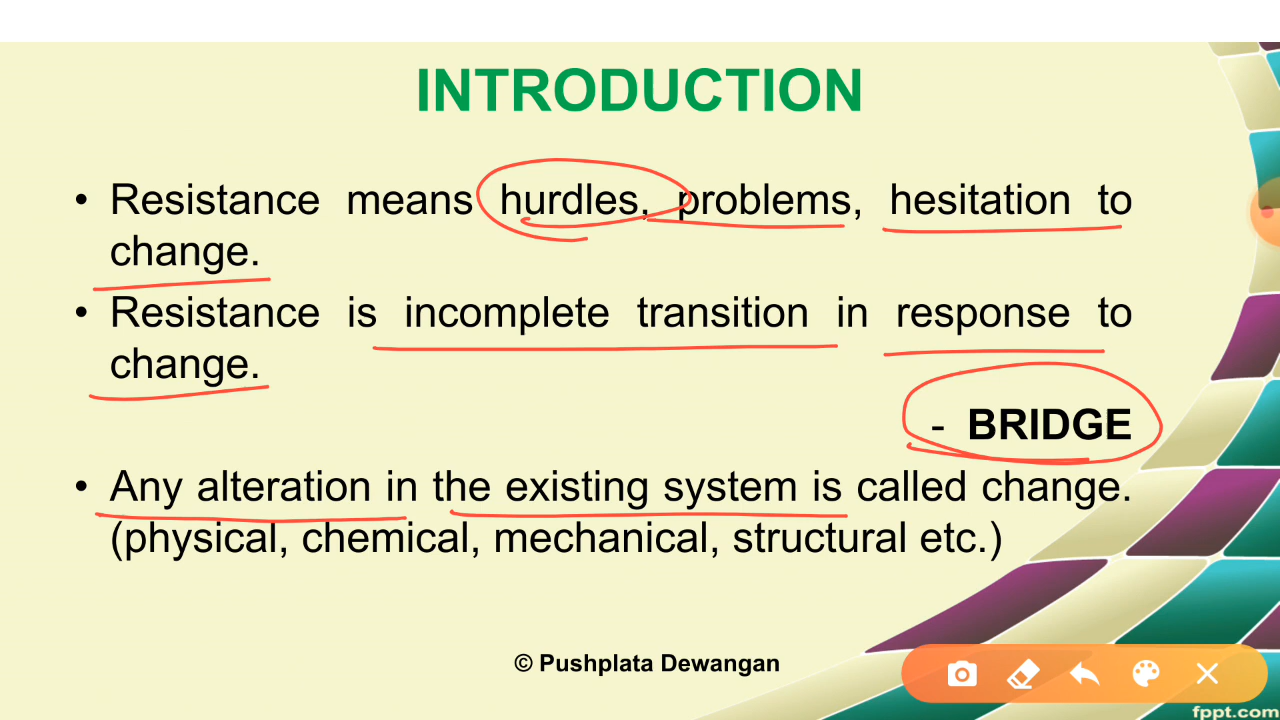 INTRODUCTION
• Resistance means hurdles, problems, hesitation to
change.
• Resistance is incomplete transition in response to
change.
- BRIDGE
• Any alteration in the existing system is called change.
(physical, chemical, mechanical, structural etc.)
© Pushplata Dewangan
fppt.com